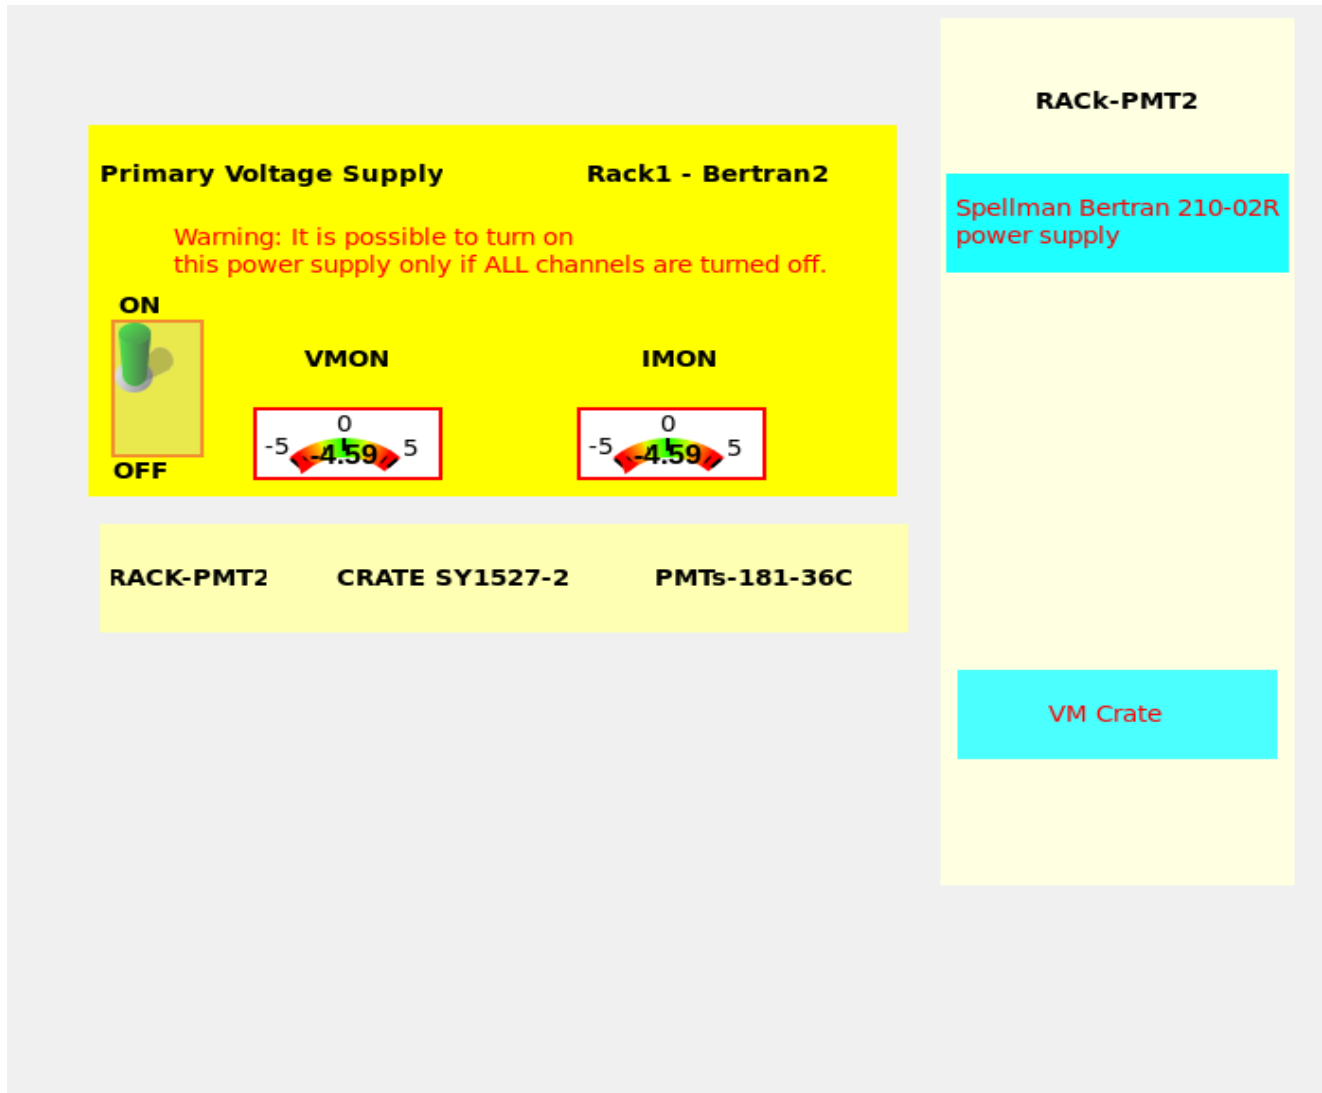 RACk-PMT2
Primary Voltage Supply
Rack1 - Bertran2
Spellman Bertran 210-02R
power supply
Warning: It is possible to turn on
this power supply only if ALL channels are turned off.
ON
VMON
IMON
0
-5
5
-4.59
0
-5
5
-4.59
OFF
RACK-PMT2
CRATE SY1527-2
PMTs-181-36C
VM Crate